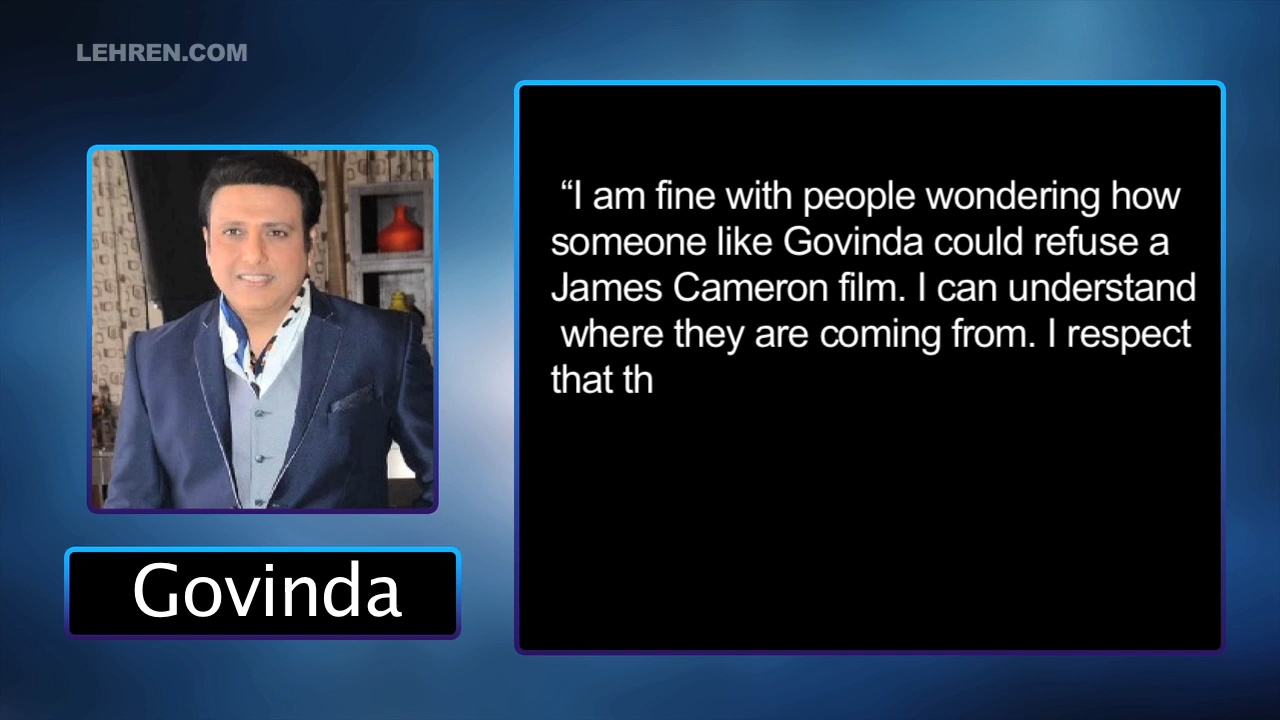 LEHREN.COM
“I am fine with people wondering how
someone like Govinda could refuse a
James Cameron film. I can understand
where they are coming from. I respect
that th
Govinda